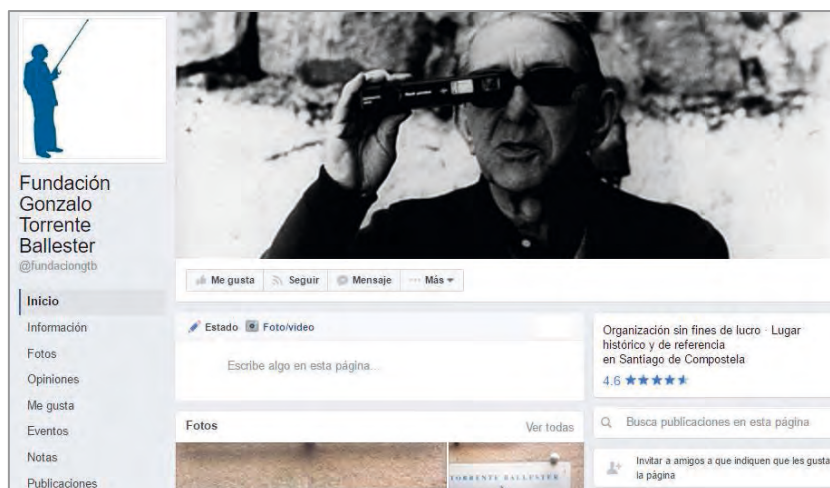 Fundación
Gonzalo
Torrente
Ballester
@fundaciongtb
Inicio
Información
Fotos
Opiniones
Me gusta
Eventos
Notas
Publicaciones
Me gusta
Seguir
Mensaje
Más
Estado
Foto/video
Escribe algo en esta página...
Fotos
Ver todas
TORRENTE BALLESTER
Organización sin fines de lucro · Lugar
histórico y de referencia
en Santiago de Compostela
4.6
Busca publicaciones en esta página
Invitar a amigos a que indiquen que les gusta
la página